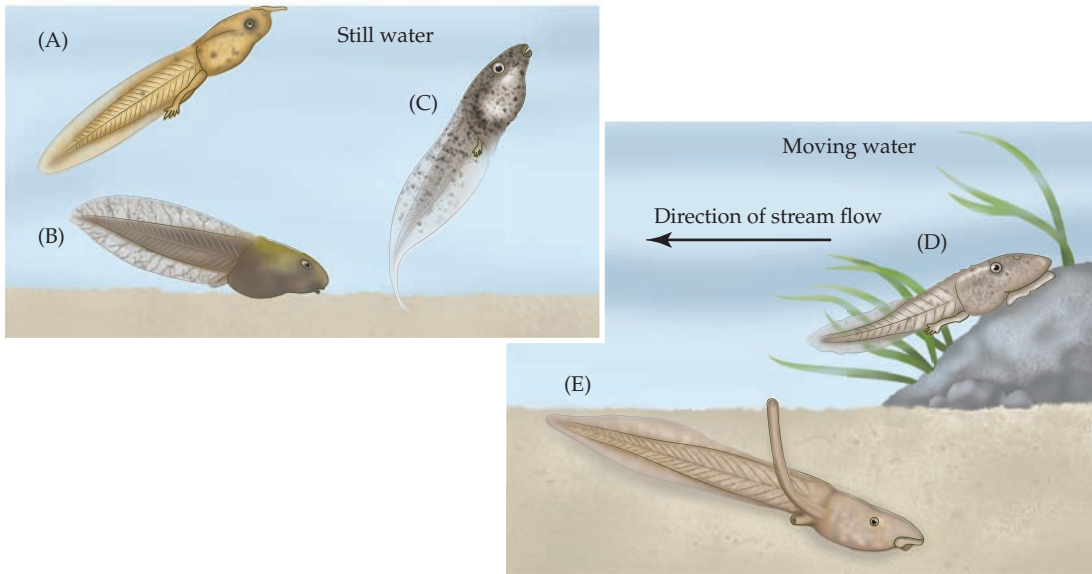 (A)
Still water
(C)
(B)
Moving water
Direction of stream flow
(D)
(E)